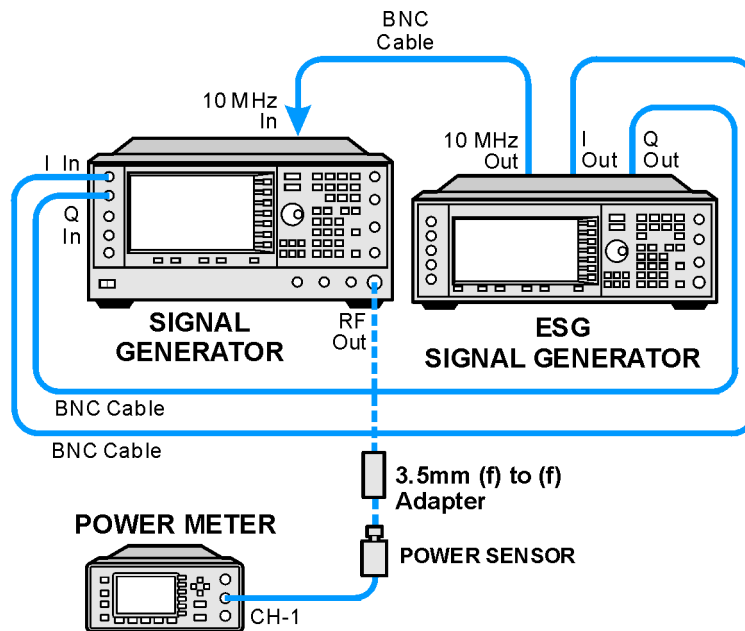 BNC
Cable
10 MHz
In
I In
Q
In
10 MHz
Out
I
Out
Q
Out
SIGNAL
GENERATOR
RF
Out
ESG
SIGNAL GENERATOR
BNC Cable
BNC Cable
3.5mm (f) to (f)
Adapter
POWER METER
POWER SENSOR
CH-1